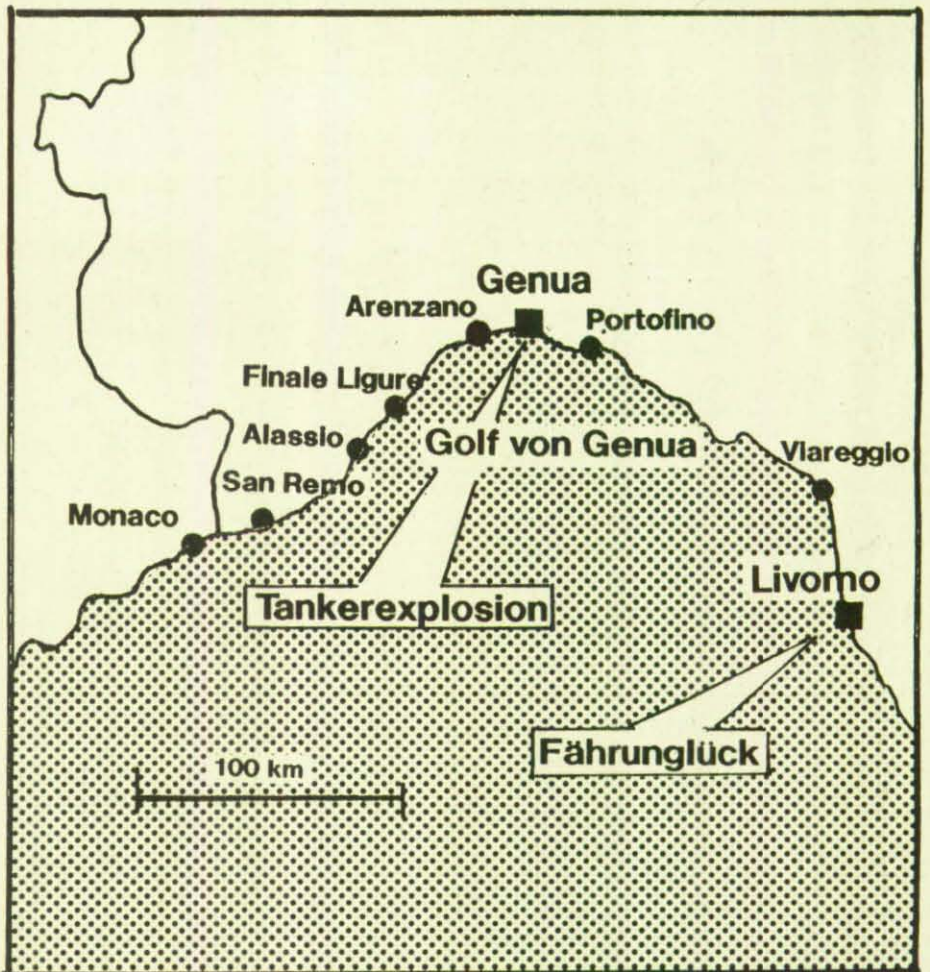 Genua
Arenzano
Portofino
Finale Ligure
Alassio
Golf von Genua
Viareggio
San Remo
Monaco
Livorno
Tankerexplosion
Fährunglück
100 km